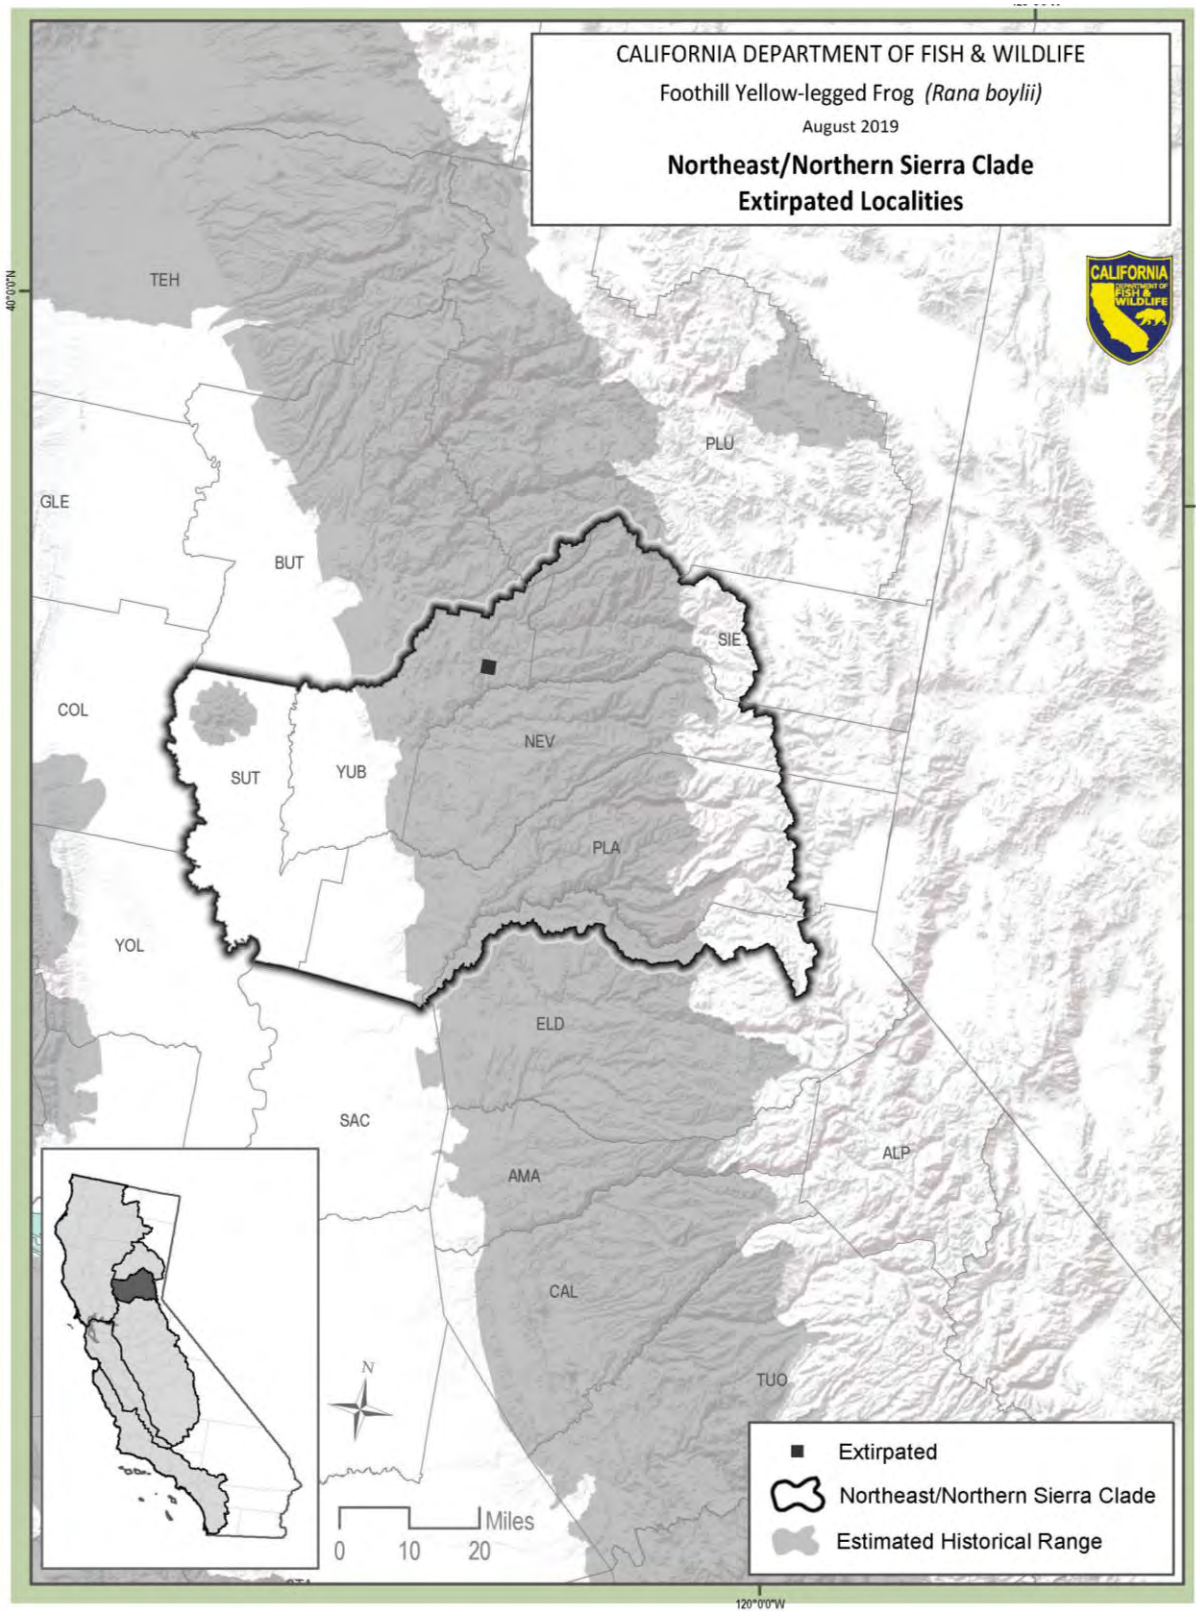 CALIFORNIA DEPARTMENT OF FISH & WILDLIFE
Foothill Yellow-legged Frog (Rana boylii)
August 2019
Northeast/Northern Sierra Clade
Extirpated Localities
CALIFORNIA
DEPARTMENT OF
FISH &
WILDLIFE
40°0'0"N
TEH
PLU
GLE
BUT
SIE
COL
NEV
SUT
YUB
PLA
YOL
ELD
SAC
ALP
AMA
CAL
TUO
N
Miles
0 10 20
Extirpated
Northeast/Northern Sierra Clade
Estimated Historical Range
120°0'0"W